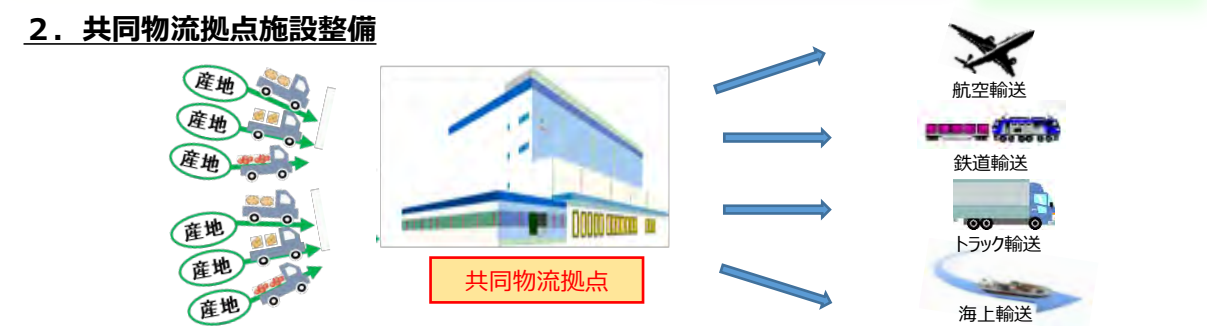 ２．共同物流拠点施設整備
産地
産地
産地
産地
産地
産地
共同物流拠点
航空輸送
鉄道輸送
トラック輸送
海上輸送